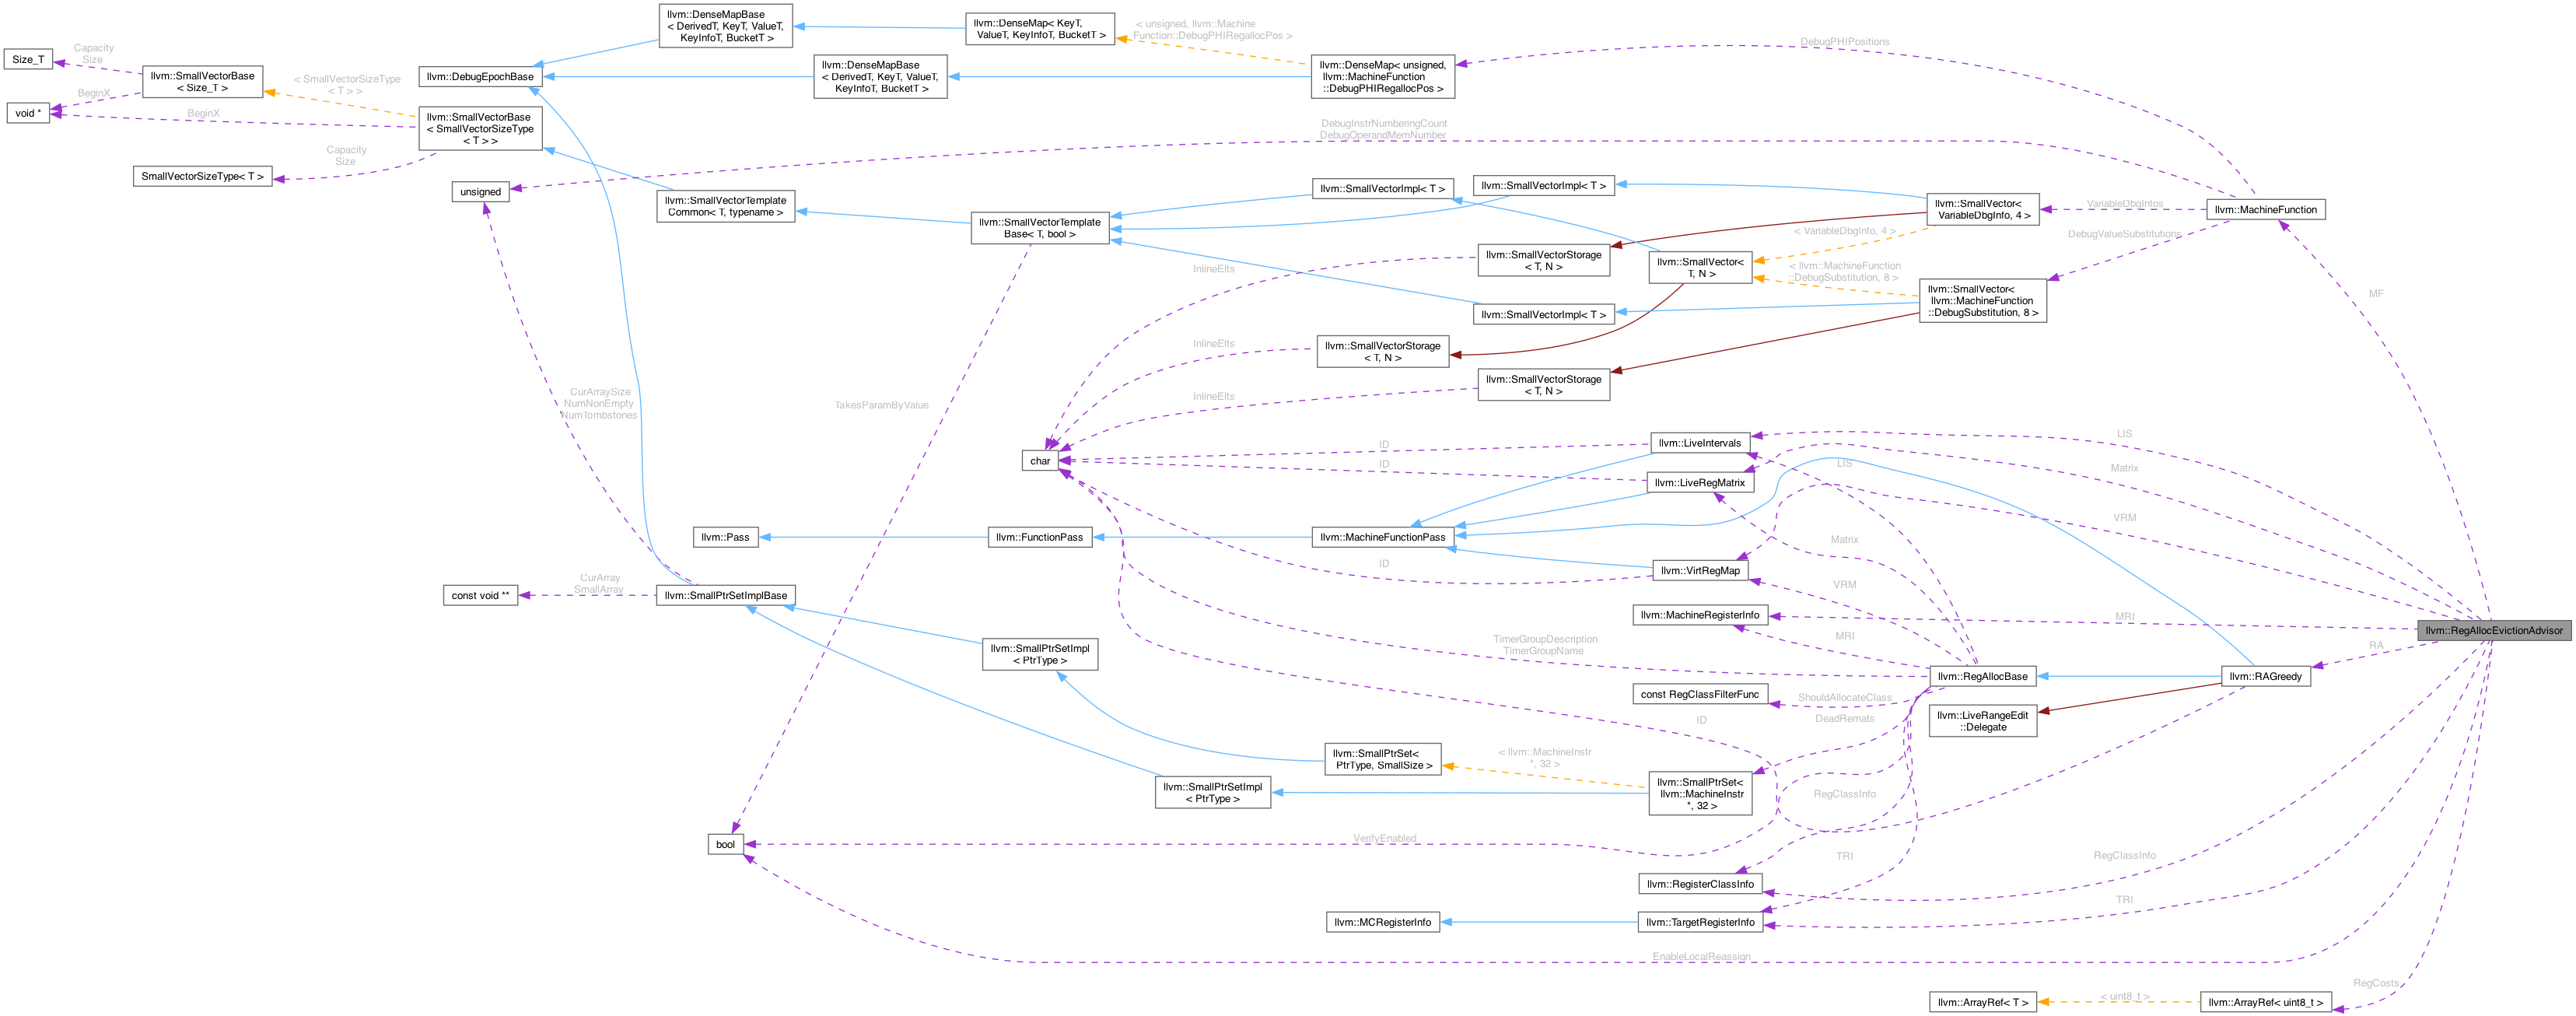 llvm::DenseMapBase
< DerivedT, KeyT, ValueT,
KeyInfoT, BucketT >
llvm::DenseMap< KeyT,
ValueT, KeyInfoT, BucketT >
< unsigned, llvm::Machine
Function::DebugPHIRegallocPos >
DebugPHIPositions
Size_T
Capacity
Size
llvm::SmallVectorBase
< Size_T >
< SmallVectorSizeType
< T > >
llvm::DebugEpochBase
llvm::DenseMapBase
< DerivedT, KeyT, ValueT,
KeyInfoT, BucketT >
llvm::DenseMap< unsigned,
llvm::MachineFunction
::DebugPHIRegallocPos >
void *
BeginX
BeginX
llvm::SmallVectorBase
< SmallVectorSizeType
< T > >
DebugInstrNumberingCount
DebugOperandMemNumber
Capacity
Size
SmallVectorSizeType< T >
unsigned
llvm::SmallVectorTemplate
Common< T, typename >
llvm::SmallVectorTemplate
Base< T, bool >
llvm::SmallVectorImpl< T >
llvm::SmallVectorImpl< T >
llvm::SmallVector<
VariableDbgInfo, 4 >
VariableDbgInfos
llvm::MachineFunction
< VariableDbgInfo, 4 >
DebugValueSubstitutions
llvm::SmallVectorStorage
< T, N >
llvm::SmallVector<
T, N >
< llvm::MachineFunction
::DebugSubstitution, 8 >
llvm::SmallVector<
llvm::MachineFunction
::DebugSubstitution, 8 >
InlineElts
MF
llvm::SmallVectorImpl< T >
InlineElts
llvm::SmallVectorStorage
< T, N >
InlineElts
llvm::SmallVectorStorage
< T, N >
CurArraySize
NumNonEmpty
NumTombstones
TakesParamByValue
char
ID
ID
llvm::LiveIntervals
LIS
LIS
llvm::LiveRegMatrix
Matrix
VRM
llvm::Pass
llvm::FunctionPass
llvm::MachineFunctionPass
Matrix
ID
llvm::VirtRegMap
VRM
const void **
CurArray
SmallArray
llvm::SmallPtrSetImplBase
llvm::MachineRegisterInfo
MRI
MRI
llvm::RegAllocEvictionAdvisor
TimerGroupDescription
TimerGroupName
RA
llvm::SmallPtrSetImpl
< PtrType >
llvm::RegAllocBase
llvm::RAGreedy
const RegClassFilterFunc
ShouldAllocateClass
llvm::LiveRangeEdit
::Delegate
ID
DeadRemats
llvm::SmallPtrSet<
PtrType, SmallSize >
< llvm::MachineInstr
*, 32 >
llvm::SmallPtrSetImpl
< PtrType >
llvm::SmallPtrSet<
llvm::MachineInstr
*, 32 >
RegClassInfo
bool
VerifyEnabled
TRI
RegClassInfo
llvm::RegisterClassInfo
TRI
llvm::MCRegisterInfo
llvm::TargetRegisterInfo
EnableLocalReassign
RegCosts
llvm::ArrayRef< T >
< uint8_t >
llvm::ArrayRef< uint8_t >